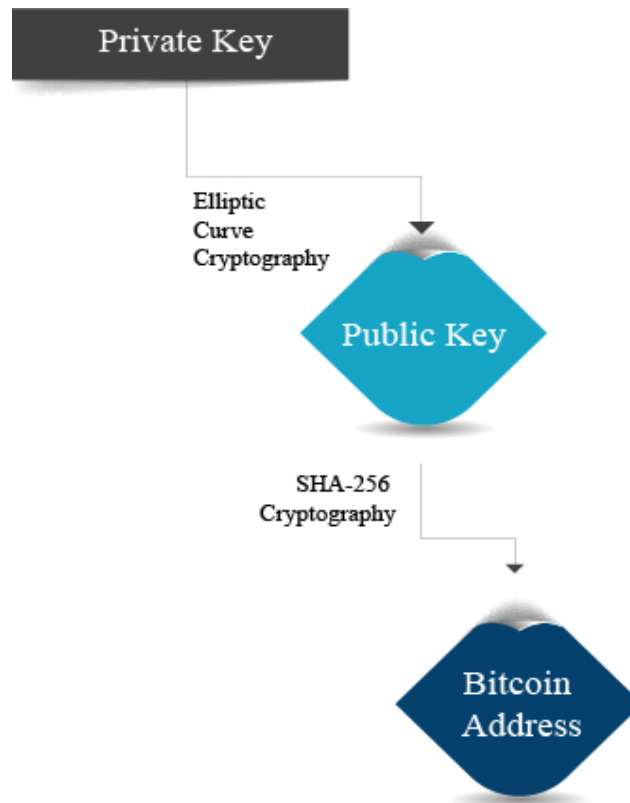 Private Key
Elliptic
Curve
Cryptography
Public Key
SHA-256
Cryptography
Bitcoin
Address